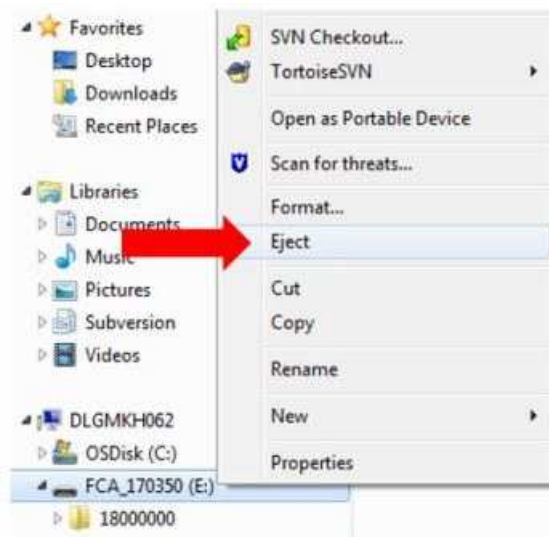 Favorites
Desktop
Downloads
Recent Places
Libraries
Documents
Music
Pictures
Subversion
Videos
DLGMKH062
OSDisk (C:)
FCA_170350 (E:)
18000000
SVN Checkout...
TortoiseSVN
Open as Portable Device
Scan for threats...
Format...
Eject
Cut
Copy
Rename
New
Properties